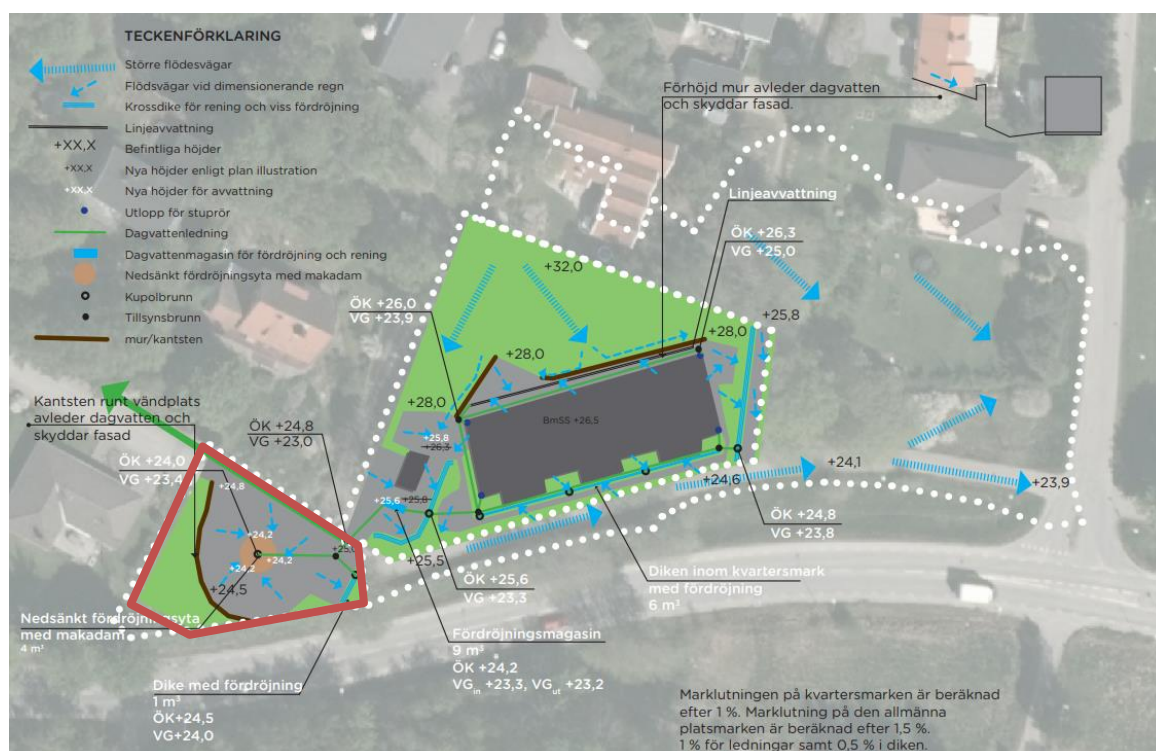 TECKENFÖRKLARING
Större flödesvägar
Flödsvägar vid dimensionerande regn
Krossdike för rening och viss fördröjning
Linjeavvattning
+XX,X Befintliga höjder
+XX,X Nya höjder enligt plan illustration
+XX,X Nya höjder för avvattning
Utlopp för stuprör
Dagvattenledning
Dagvattenmagasin för fördröjning och rening
Nedsänkt fördröjningsyta med makadam
Kupolbrunn
Tillsynsbrunn
mur/kantsten
Förhöjd mur avleder dagvatten
och skyddar fasad.
Linjeavvattning
ÖK +26,3
VG +25,0
+32,0
ÖK +26,0
VG +23,9
+25,8
+28,0
+28,0
+28,0
BmSS +26,5
Kantsten runt vändplats
avleder dagvatten och
skyddar fasad
ÖK +24,8
VG +23,0
+25,8
+26,3
ÖK +24,0
VG +23,4
+24,8
+25,6
+25,8
+24,6
+24,1
+23,9
+24,2
+24,2
+24,2
+25,0
+24,5
+25,5
ÖK +24,8
VG +23,8
ÖK +25,6
VG +23,3
Diken inom kvartersmark
med fördröjning
6 m³
Nedsänkt fördröjningsyta
med makadam
4 m³
Fördröjningsmagasin
9 m³
ÖK +24,2
VGin +23,3, VGut +23,2
Dike med fördröjning
1 m³
ÖK+24,5
VG+24,0
Marklutningen på kvartersmarken är beräknad
efter 1 %. Marklutning på den allmänna
platsmarken är beräknad efter 1,5 %.
1 % för ledningar samt 0,5 % i diken.